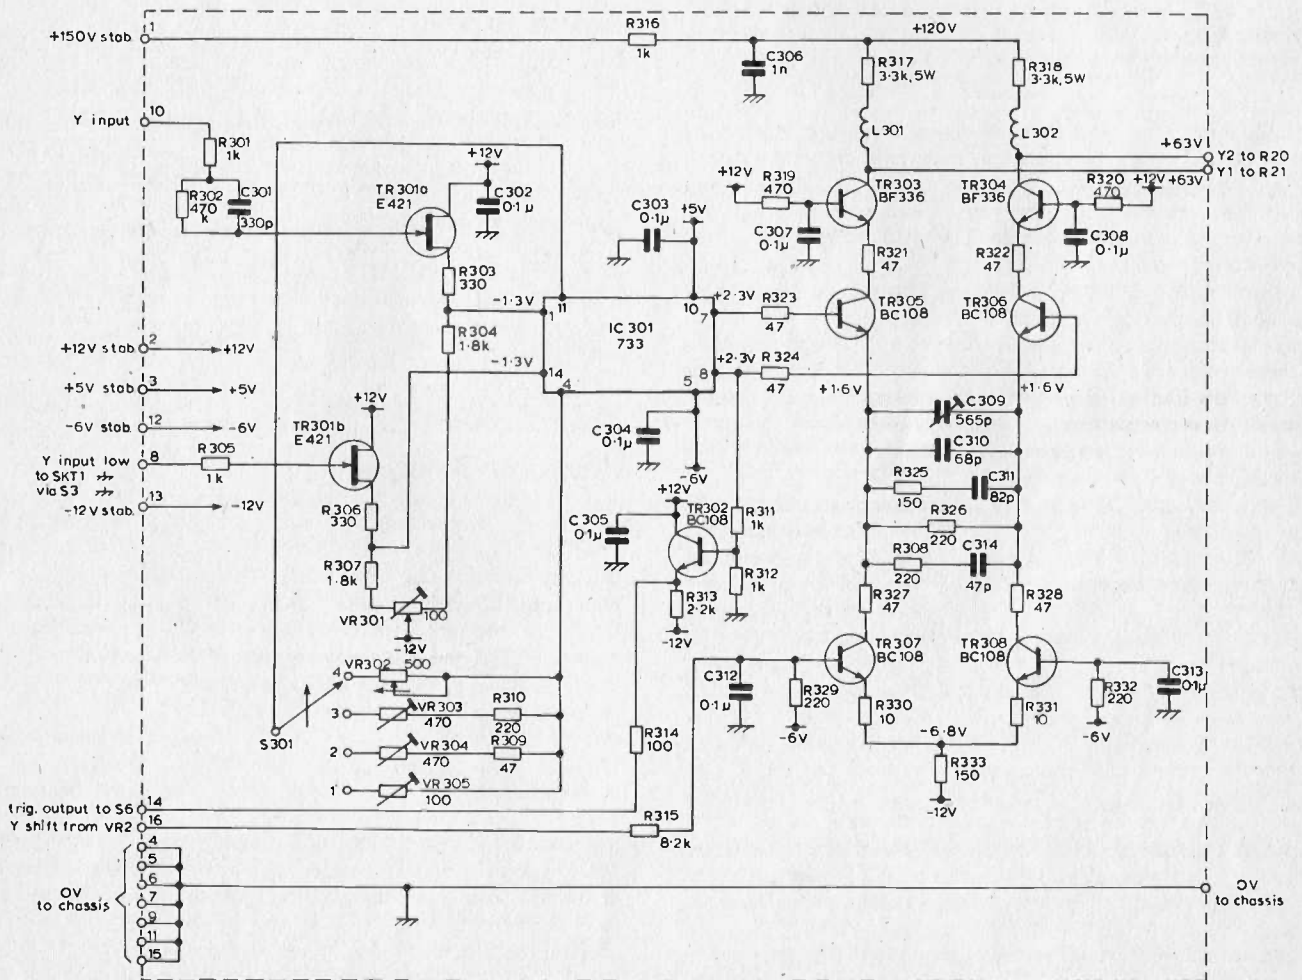 1
+150V stab.
R316
1k
+120V
C306
1n
R317
3·3k,5W
R318
3·3k,5W
10
Y input
R301
1k
L301
L302
+63V
Y2 to R20
Y1 to R21
+12V
+12V
R319
470
R320
470
+12V +63V
R302
470
k
C301
330p
TR301a
E421
C302
0·1µ
C303
0·1µ
+5V
TR303
BF336
TR304
BF336
C307
0·1µ
C308
0·1µ
R303
330
R321
47
R322
47
-1·3V
11
10
+2·3V
1
7
R323
47
TR305
BC108
TR306
BC108
IC 301
733
R304
1·8k
2
+12V stab.
+12V
-1·3V
14
4
5
8
+2·3V
R324
47
+1·6V
+1·6V
3
+5V stab.
+5V
+12V
C309
565p
12
-6V stab.
-6V
TR301b
E421
C304
0·1µ
C310
68p
8
Y input low
to SKT1
via S3
R305
1k
-6V
R325
150
C311
82p
13
-12V stab.
-12V
+12V
TR302
BC108
R311
1k
R326
220
R306
330
C305
0·1µ
R308
220
C314
47p
R307
1·8k
R312
1k
R313
2·2k
R327
47
R328
47
VR301
100
-12V
-12V
TR307
BC108
TR308
BC108
VR302 500
4
C312
0·1µ
R329
220
-6V
R332
220
-6V
C313
0·1µ
VR303
470
3
R310
220
R330
10
R331
10
S301
-6·8V
VR304
470
2
R309
47
R314
100
R333
150
VR305
100
1
-12V
trig. output to S6
14
Y shift from VR2
16
R315
8·2k
4
5
6
7
9
11
15
OV
to chassis
OV
to chassis